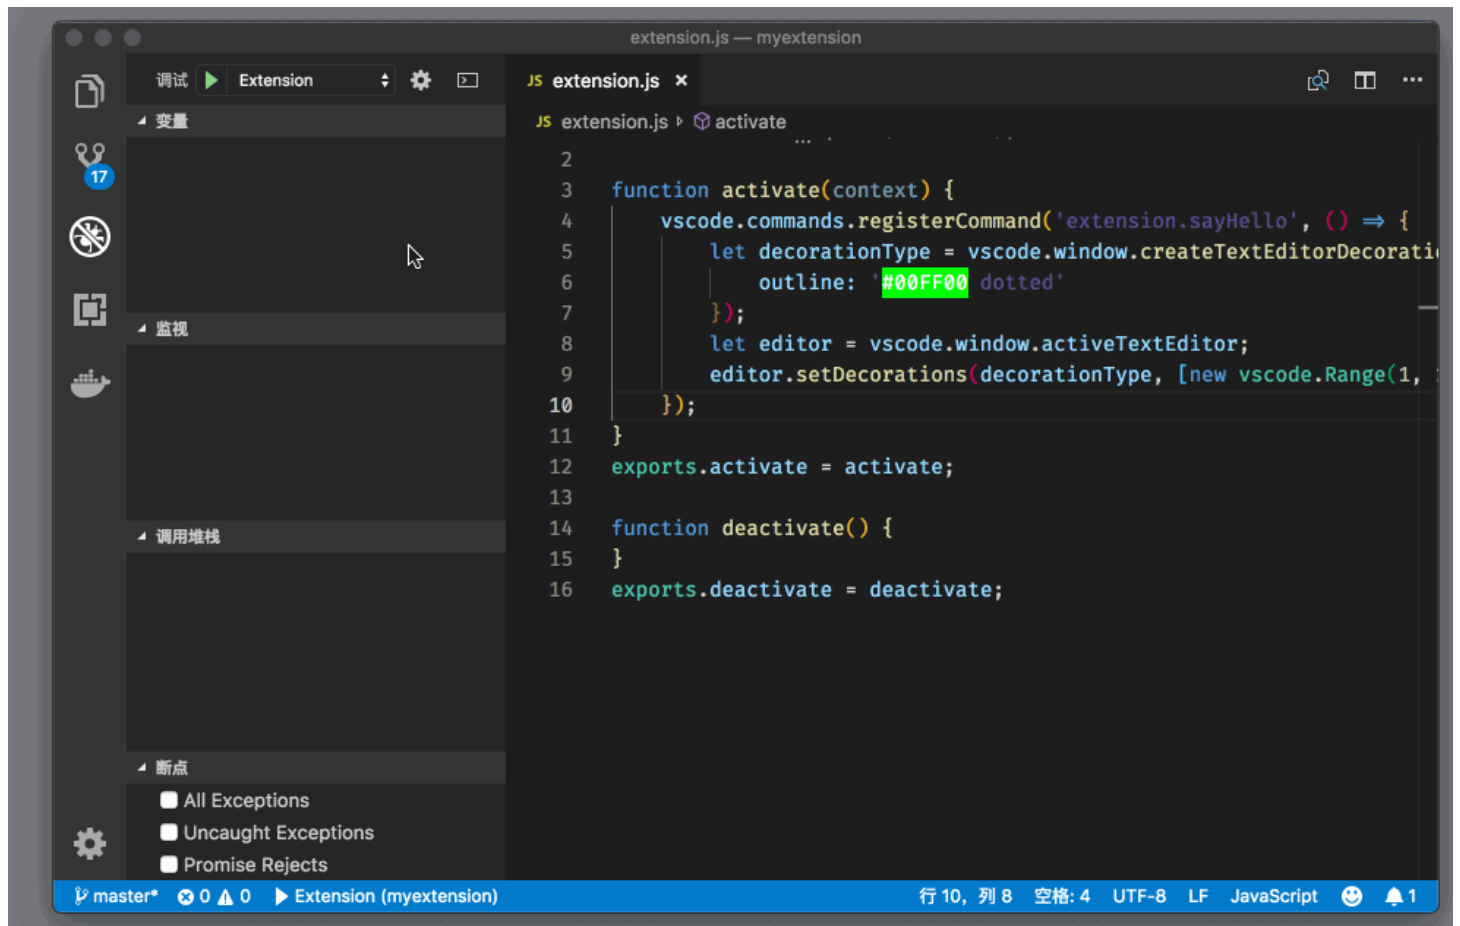 extension.js — myextension
调试 Extension
JS extension.js ×
变量
JS extension.js activate
17
2
3 function activate(context) {
4 vscode.commands.registerCommand('extension.sayHello', () => {
5 let decorationType = vscode.window.createTextEditorDecorati
6 outline: '#00FF00 dotted'
7 });
8 let editor = vscode.window.activeTextEditor;
9 editor.setDecorations(decorationType, [new vscode.Range(1,
10 });
11 }
12 exports.activate = activate;
13
14 function deactivate() {
15 }
16 exports.deactivate = deactivate;
监视
调用堆栈
断点
All Exceptions
Uncaught Exceptions
Promise Rejects
master* 0 0 Extension (myextension) 行 10，列 8 空格: 4 UTF-8 LF JavaScript 1